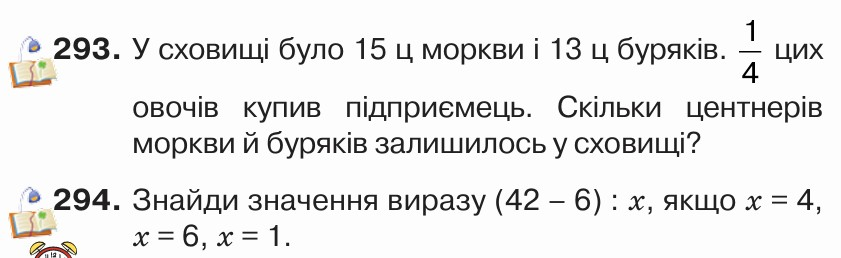 293. У сховищі було 15 ц моркви і 13 ц буряків. 1/4 цих
овочів купив підприємець. Скільки центнерів
моркви й буряків залишилось у сховищі?
294. Знайди значення виразу (42 – 6) : x, якщо x = 4,
x = 6, x = 1.